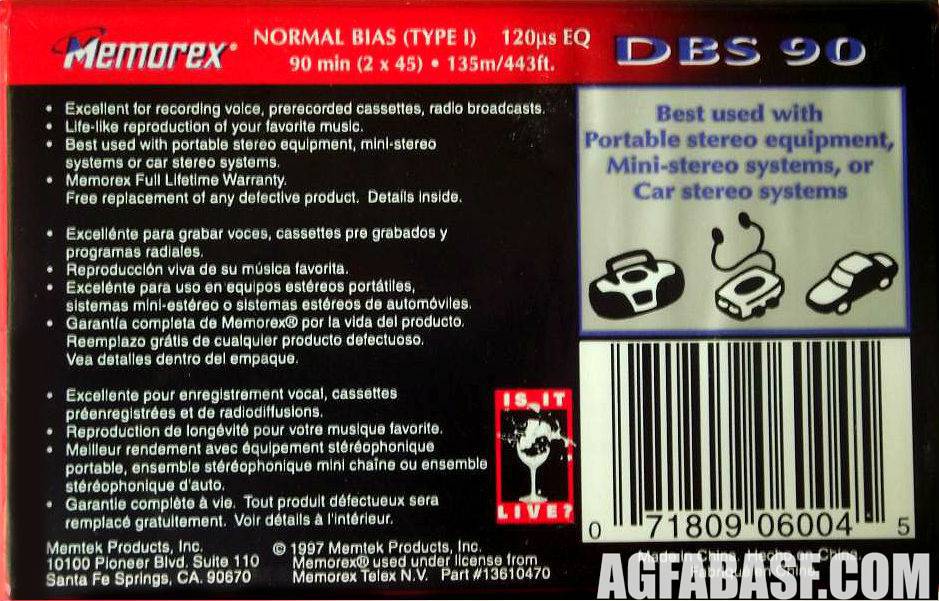 Memorex® NORMAL BIAS (TYPE I) 120µs EQ DBS 90
90 min (2 x 45) • 135m/443ft.
• Excellent for recording voice, prerecorded cassettes, radio broadcasts.
• Life-like reproduction of your favorite music.
• Best used with portable stereo equipment, mini-stereo
systems or car stereo systems.
• Memorex Full Lifetime Warranty.
Free replacement of any defective product. Details inside.
• Excellénte para grabar voces, cassettes pre grabados y
programas radiales.
• Reproducción viva de su música favorita.
• Excelénte para uso en equipos estéreos portátiles,
sistemas mini-estéreo o sistemas estéreos de automóviles.
• Garantía completa de Memorex® por la vida del producto.
Reemplazo grátis de cualquier producto defectuoso.
Vea detalles dentro del empaque.
• Excellente pour enregistrement vocal, cassettes
préenregistrées et de radiodiffusions.
• Reproduction de longévité pour votre musique favorite.
• Meilleur rendement avec équipement stéréophonique
portable, ensemble stéréophonique mini chaîne ou ensemble
stéréophonique d'auto.
• Garantie complète à vie. Tout produit défectueux sera
remplacé gratuitement. Voir détails à l'intérieur.
Memtek Products, Inc.
10100 Pioneer Blvd. Suite 110
Santa Fe Springs, CA. 90670
© 1997 Memtek Products, Inc.
Memorex® used under license from
Memorex Telex N.V. Part #13610470
IS IT
LIVE?
Best used with
Portable stereo equipment,
Mini-stereo systems, or
Car stereo systems
0 71809 06004 5
Made in China. Hecho en China.
Fabriqué en Chine.
AGFABASF.COM